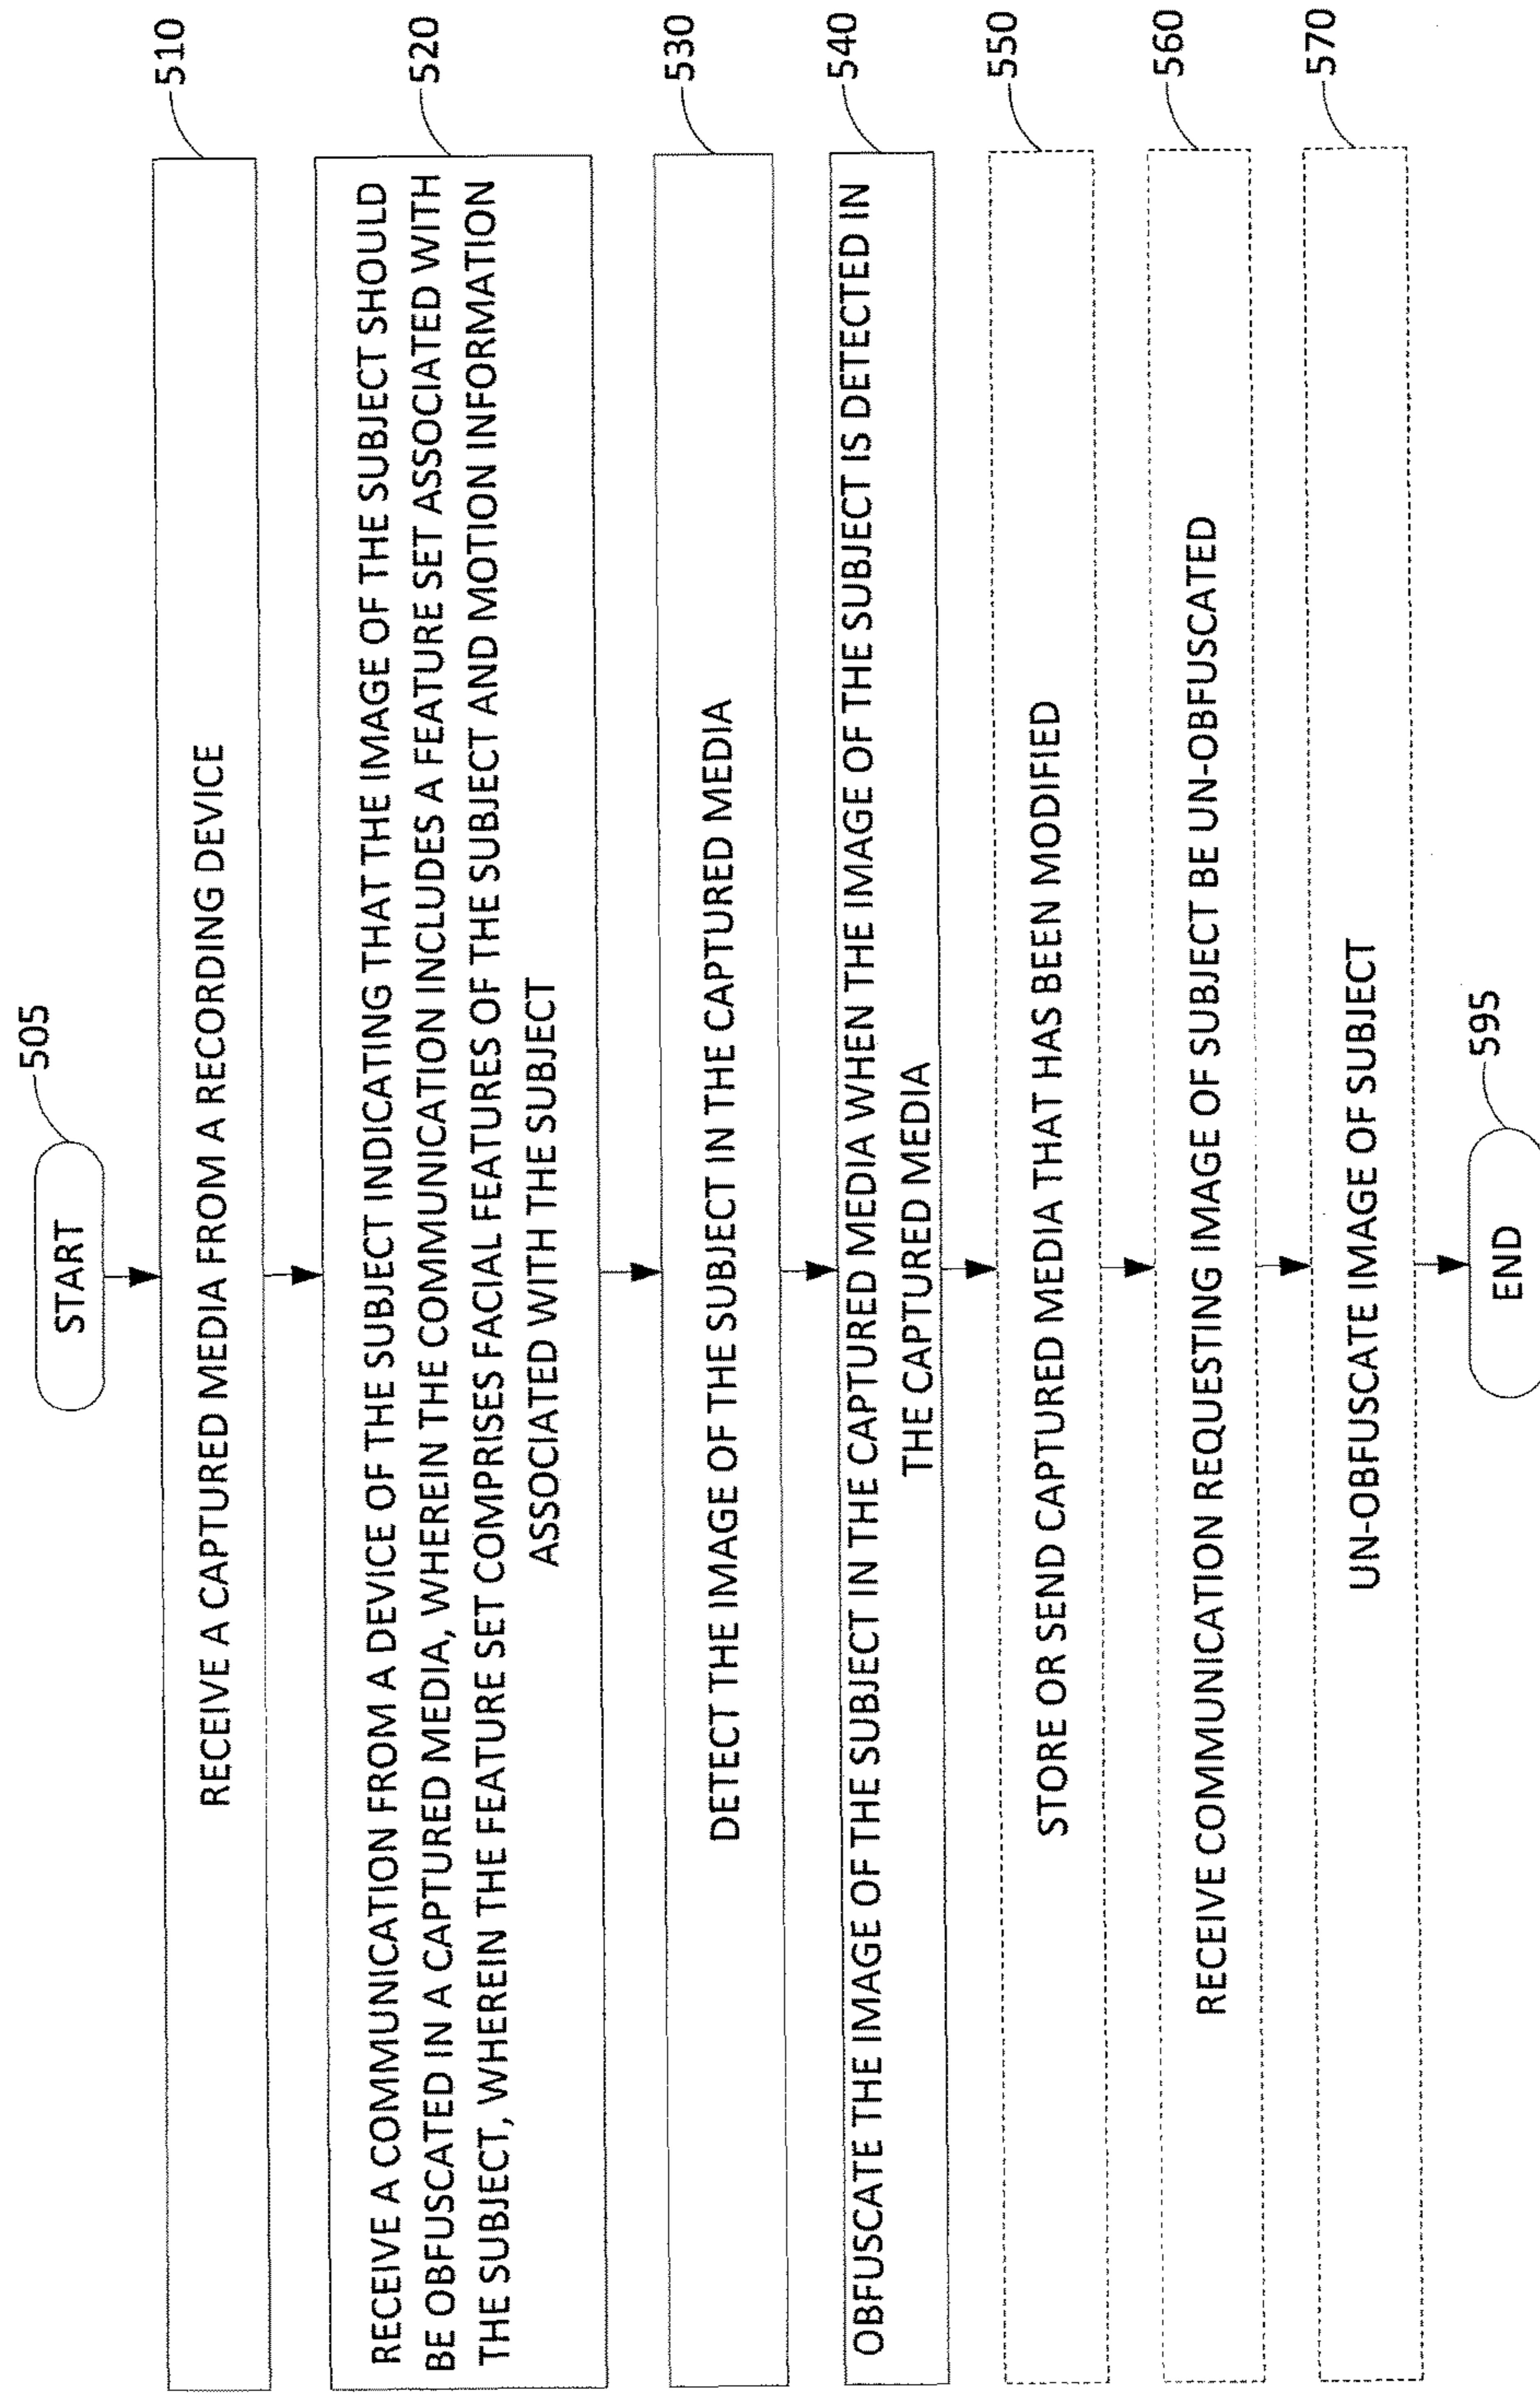 505
START
510
RECEIVE A CAPTURED MEDIA FROM A RECORDING DEVICE
520
RECEIVE A COMMUNICATION FROM A DEVICE OF THE SUBJECT INDICATING THAT THE IMAGE OF THE SUBJECT SHOULD
BE OBFUSCATED IN A CAPTURED MEDIA, WHEREIN THE COMMUNICATION INCLUDES A FEATURE SET ASSOCIATED WITH
THE SUBJECT, WHEREIN THE FEATURE SET COMPRISES FACIAL FEATURES OF THE SUBJECT AND MOTION INFORMATION
ASSOCIATED WITH THE SUBJECT
530
DETECT THE IMAGE OF THE SUBJECT IN THE CAPTURED MEDIA
540
OBFUSCATE THE IMAGE OF THE SUBJECT IN THE CAPTURED MEDIA WHEN THE IMAGE OF THE SUBJECT IS DETECTED IN
THE CAPTURED MEDIA
550
STORE OR SEND CAPTURED MEDIA THAT HAS BEEN MODIFIED
560
RECEIVE COMMUNICATION REQUESTING IMAGE OF SUBJECT BE UN-OBFUSCATED
570
UN-OBFUSCATE IMAGE OF SUBJECT
595
END